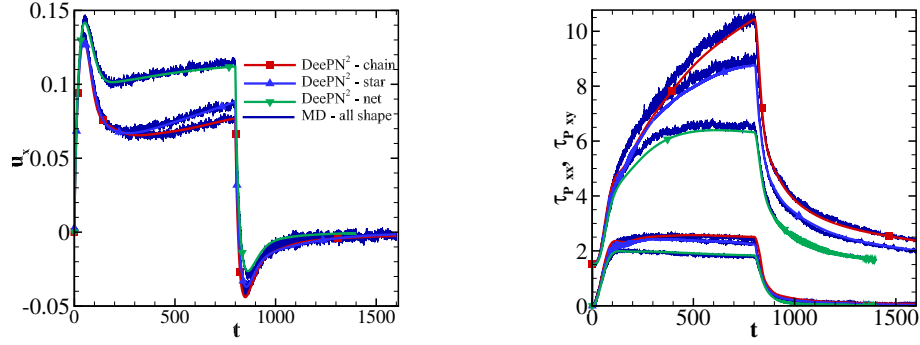 0.15
0.10
0.05
0
-0.05
u_x
0
500
1000
1500
t
DeePN² - chain
DeePN² - star
DeePN² - net
MD - all shape
10
8
6
4
2
0
τ_P xx, τ_P xy
0
500
1000
1500
t